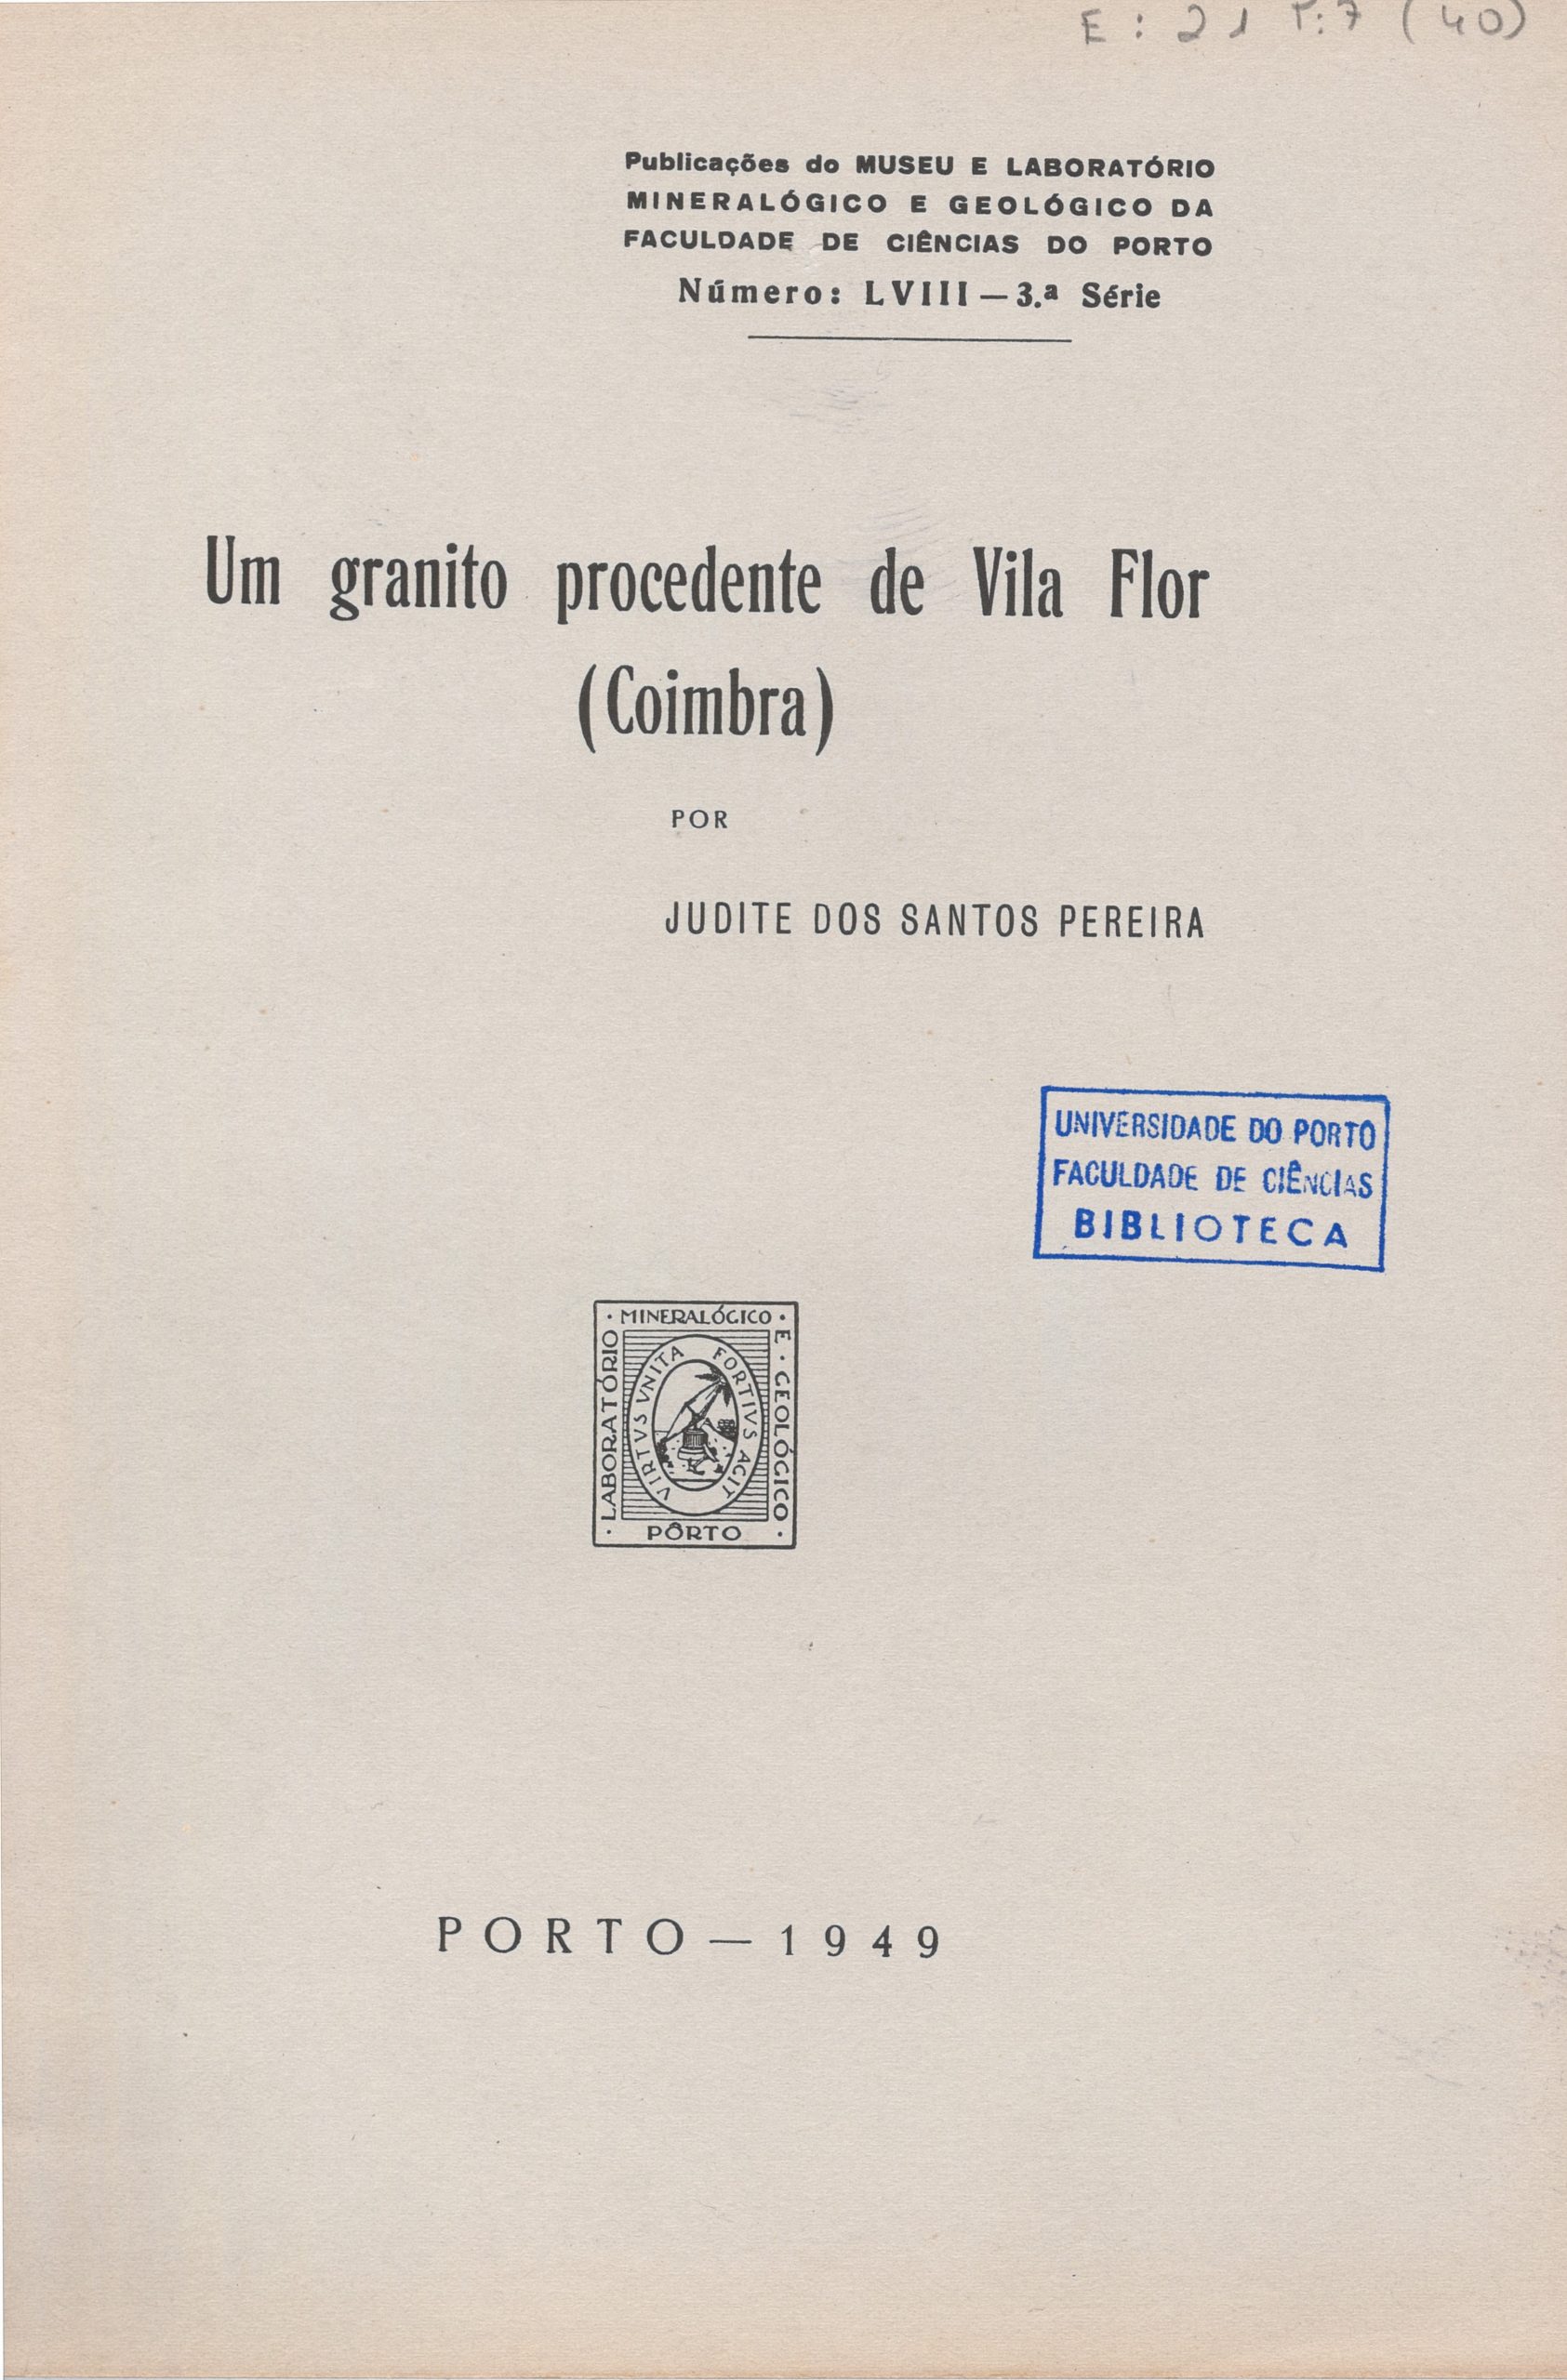 E : 21 P:7 (40)
Publicações do MUSEU E LABORATÓRIO
MINERALÓGICO E GEOLÓGICO DA
FACULDADE DE CIÊNCIAS DO PORTO
Número: LVIII — 3.ª Série
Um granito procedente de Vila Flor
(Coimbra)
POR
JUDITE DOS SANTOS PEREIRA
UNIVERSIDADE DO PORTO
FACULDADE DE CIÊNCIAS
BIBLIOTECA
· LABORATÓRIO
· MINERALÓGICO ·
E · GEOLÓGICO ·
PÔRTO
VIRTVS VNITA FORTIVS AGIT
PORTO — 1949